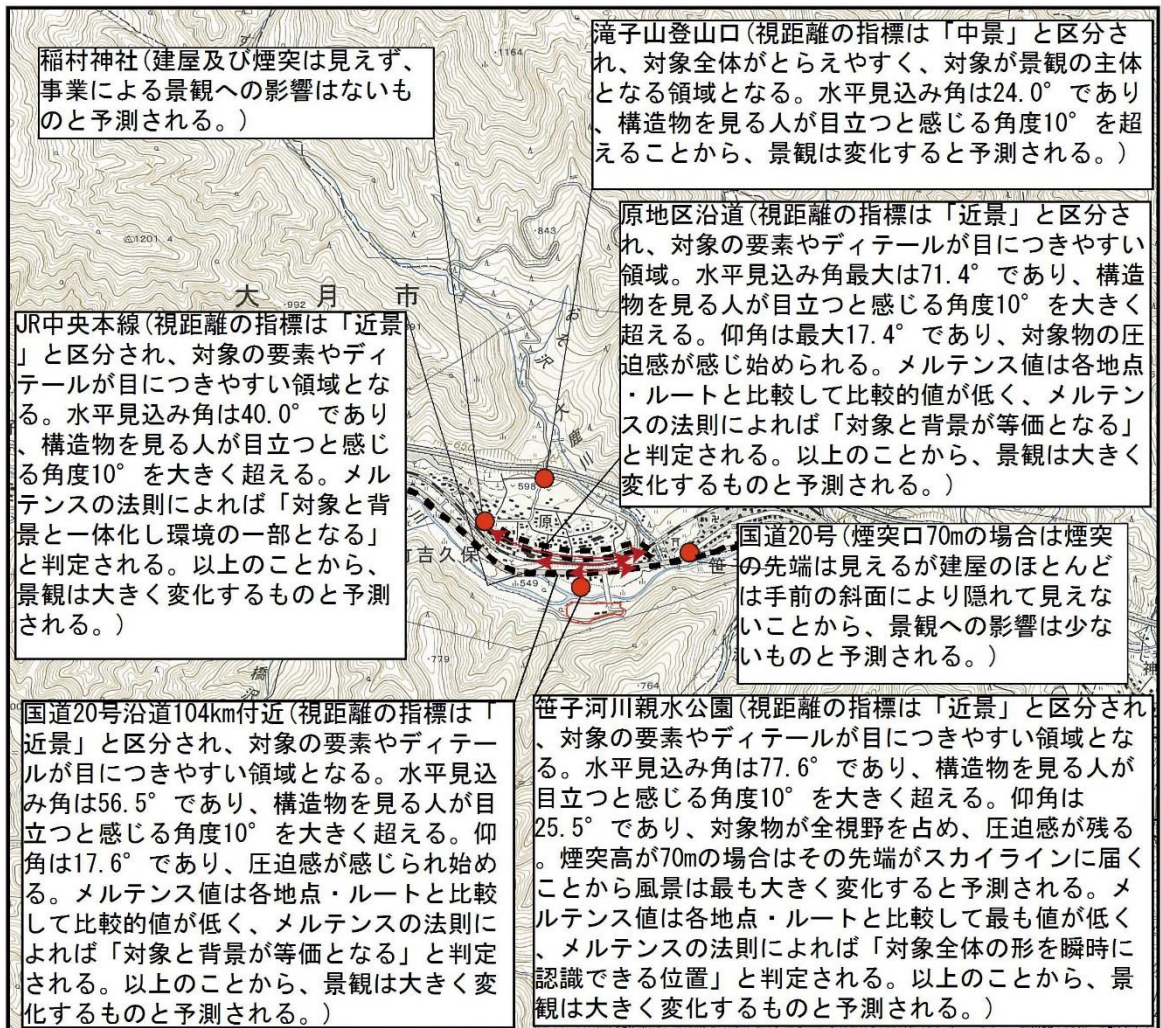 稲村神社(建屋及び煙突は見えず、
事業による景観への影響はないも
のと予測される。)
滝子山登山口(視距離の指標は「中景」と区分さ
れ、対象全体がとらえやすく、対象が景観の主体
となる領域となる。水平見込み角は24.0°であり
、構造物を見る人が目立つと感じる角度10°を超
えることから、景観は変化すると予測される。)
原地区沿道(視距離の指標は「近景」と区分さ
れ、対象の要素やディテールが目につきやすい
領域。水平見込み角最大は71.4°であり、構造
物を見る人が目立つと感じる角度10°を大きく
超える。仰角は最大17.4°であり、対象物の圧
迫感が感じ始められる。メルテンス値は各地点
・ルートと比較して比較的値が低く、メルテン
スの法則によれば「対象と背景が等価となる」
と判定される。以上のことから、景観は大きく
変化するものと予測される。)
JR中央本線(視距離の指標は「近景
」と区分され、対象の要素やディ
テールが目につきやすい領域とな
る。水平見込み角は40.0°であり
、構造物を見る人が目立つと感じ
る角度10°を大きく超える。メル
テンスの法則によれば「対象と背
景と一体化し環境の一部となる」
と判定される。以上のことから、
景観は大きく変化するものと予測
される。)
国道20号(煙突口70mの場合は煙突
の先端は見えるが建屋のほとんど
は手前の斜面により隠れて見えな
いことから、景観への影響は少な
いものと予測される。)
国道20号沿道104km付近(視距離の指標は「
近景」と区分され、対象の要素やディテー
ルが目につきやすい領域となる。水平見込
み角は56.5°であり、構造物を見る人が目
立つと感じる角度10°を大きく超える。仰
角は17.6°であり、圧迫感が感じられ始め
る。メルテンス値は各地点・ルートと比較
して比較的値が低く、メルテンスの法則に
よれば「対象と背景が等価となる」と判定
される。以上のことから、景観は大きく変
化するものと予測される。)
笹子河川親水公園(視距離の指標は「近景」と区分され
、対象の要素やディテールが目につきやすい領域とな
る。水平見込み角は77.6°であり、構造物を見る人が
目立つと感じる角度10°を大きく超える。仰角は
25.5°であり、対象物が全視野を占め、圧迫感が残る
。煙突高が70mの場合はその先端がスカイラインに届く
ことから風景は最も大きく変化すると予測される。メ
ルテンス値は各地点・ルートと比較して最も値が低く
、メルテンスの法則によれば「対象全体の形を瞬時に
認識できる位置」と判定される。以上のことから、景
観は大きく変化するものと予測される。)
大月市
1164
843
1201.4
992
大鹿川
598
原
吉久保
549
笹
779
764
橋沢
神